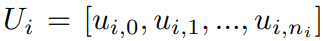 U_i = [u_{i,0}, u_{i,1}, ..., u_{i,n_i}]